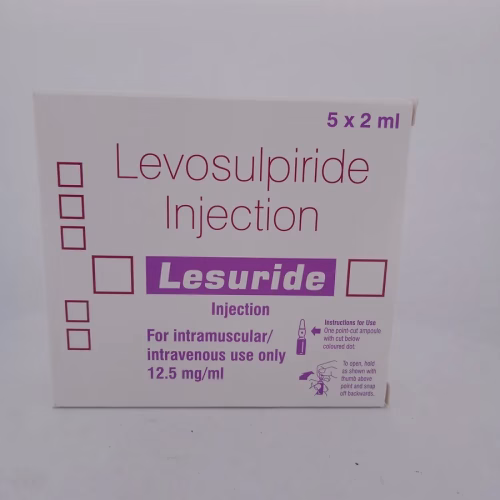 5 x 2 ml
Levosulpiride
Injection
Lesuride
Injection
For intramuscular/
intravenous use only
12.5 mg/ml
Instructions for Use
One point-cut ampoule
with cut below
coloured dot.
To open, hold
as shown with
thumb above
point and snap
off backwards.